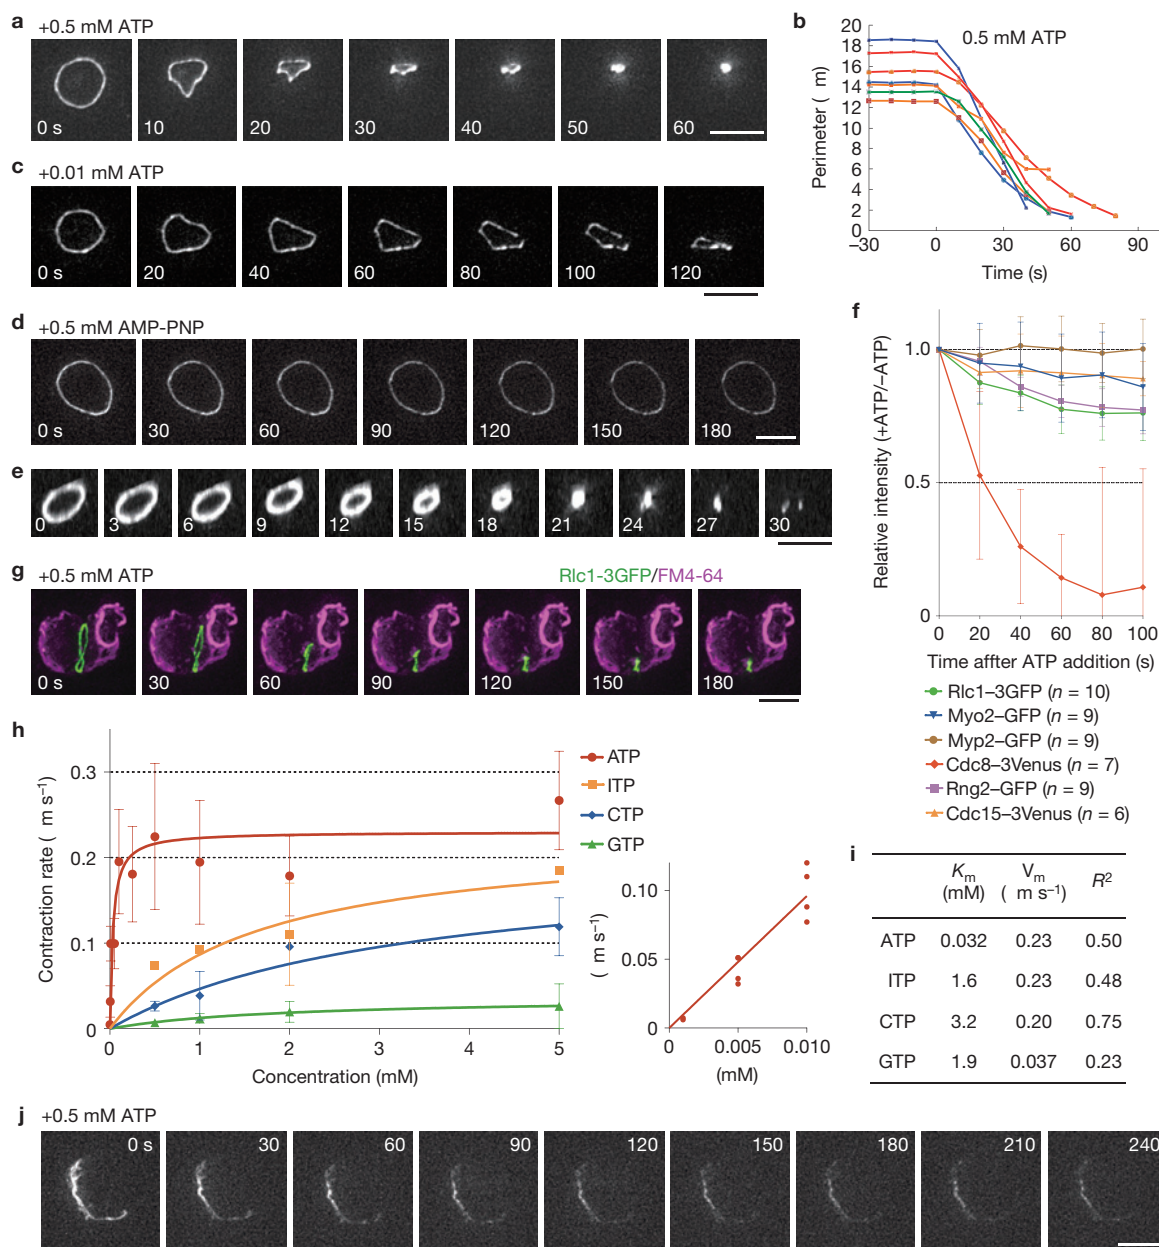 a +0.5 mM ATP
0 s 10 20 30 40 50 60
b 0.5 mM ATP
Perimeter ( m)
18
16
14
12
10
8
6
4
2
0
20
–30 0 30 60 90
Time (s)
c +0.01 mM ATP
0 s 20 40 60 80 100 120
d +0.5 mM AMP-PNP
0 s 30 60 90 120 150 180
e
0 3 6 9 12 15 18 21 24 27 30
f
Relative intensity (+ATP/–ATP)
1.0
0.5
0
0 20 40 60 80 100
Time affer ATP addition (s)
Rlc1–3GFP (n = 10)
Myo2–GFP (n = 9)
Myp2–GFP (n = 9)
Cdc8–3Venus (n = 7)
Rng2–GFP (n = 9)
Cdc15–3Venus (n = 6)
g +0.5 mM ATP Rlc1-3GFP/FM4-64
0 s 30 60 90 120 150 180
h
Contraction rate ( m s–1)
0.3
0.2
0.1
0
0 1 2 3 4 5
Concentration (mM)
ATP
ITP
CTP
GTP
( m s–1)
0.10
0.05
0
0 0.005 0.010
(mM)
i
Km (mM) Vm ( m s–1) R2
ATP 0.032 0.23 0.50
ITP 1.6 0.23 0.48
CTP 3.2 0.20 0.75
GTP 1.9 0.037 0.23
j +0.5 mM ATP
0 s 30 60 90 120 150 180 210 240